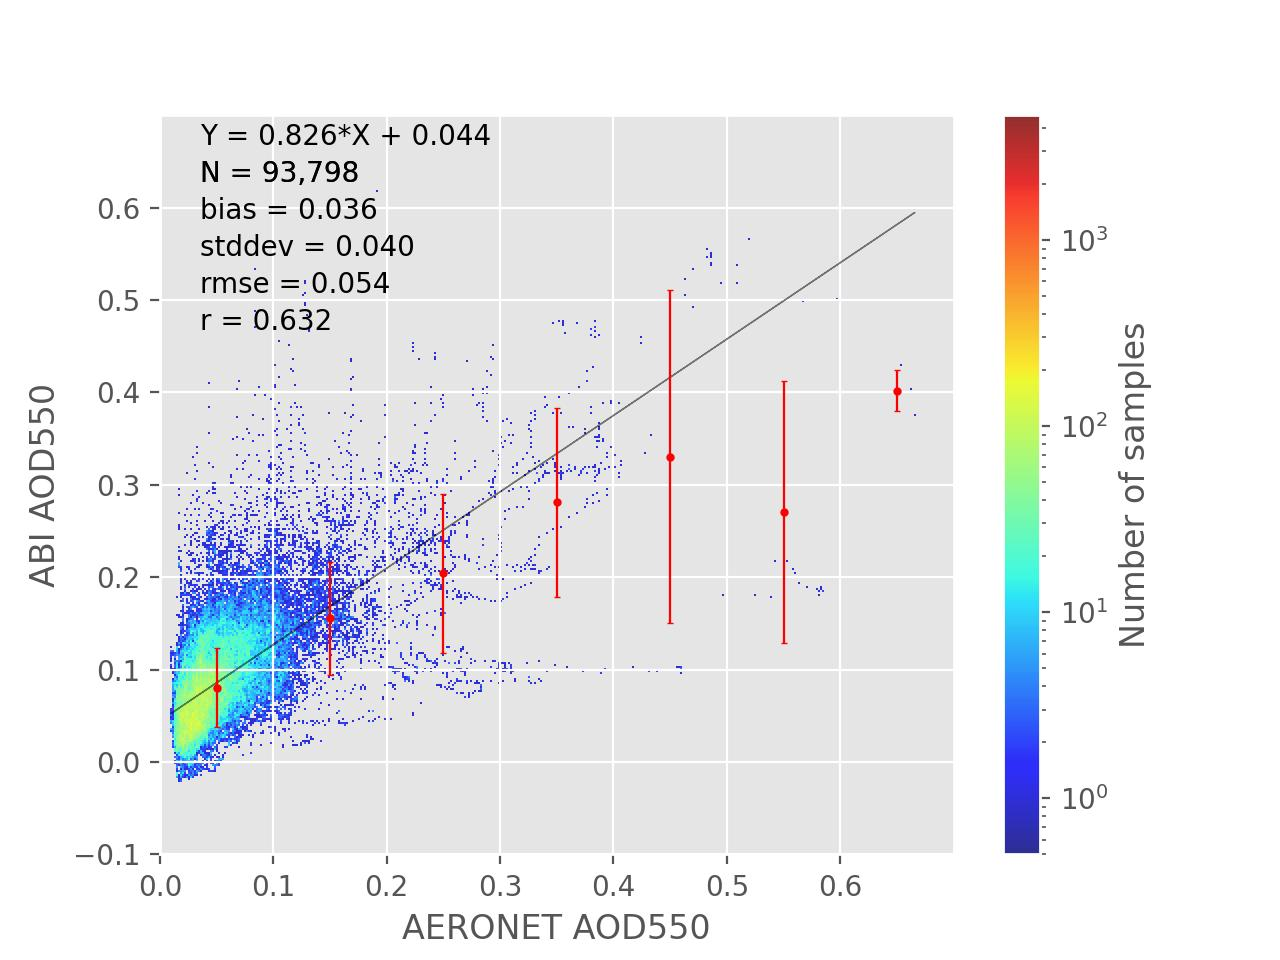 Y = 0.826*X + 0.044
N = 93,798
bias = 0.036
stddev = 0.040
rmse = 0.054
r = 0.632
0.6
0.5
0.4
0.3
0.2
0.1
0.0
−0.1
0.0 0.1 0.2 0.3 0.4 0.5 0.6
AERONET AOD550
ABI AOD550
10³
10²
10¹
10⁰
Number of samples